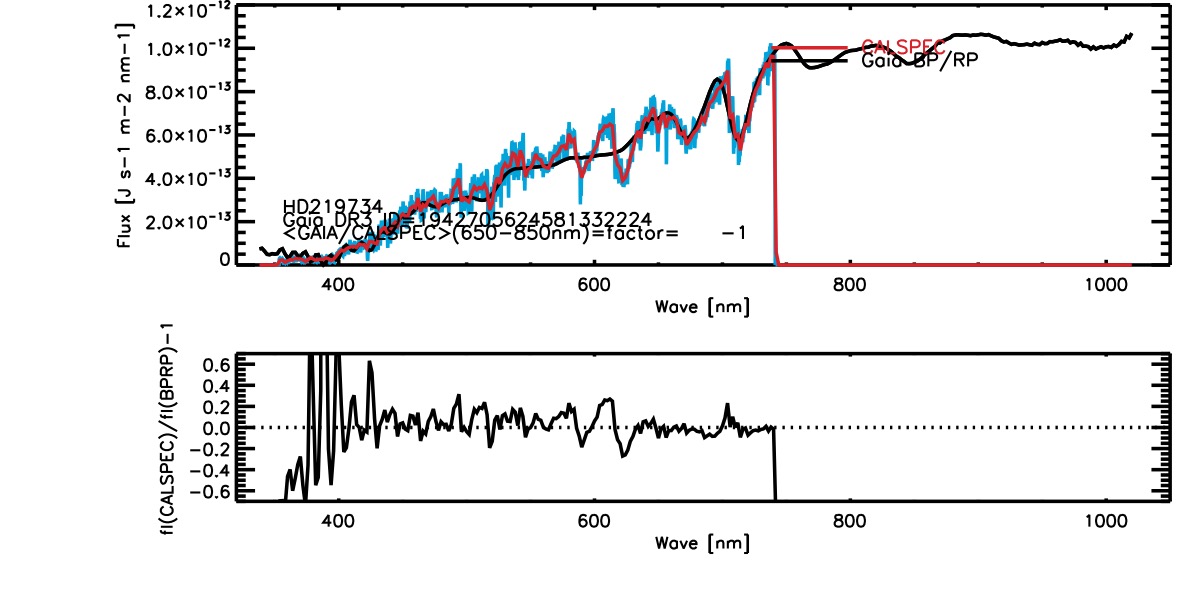 1.2×10−12
1.0×10−12
8.0×10−13
6.0×10−13
4.0×10−13
2.0×10−13
0
Flux [J s−1 m−2 nm−1]
CALSPEC
Gaia BP/RP
HD219734
Gaia DR3 ID=1942705624581332224
<GAIA/CALSPEC>(650−850nm)=factor= −1
400 600 800 1000
Wave [nm]
fl(CALSPEC)/fl(BPRP)−1
0.6
0.4
0.2
0.0
−0.2
−0.4
−0.6
400 600 800 1000
Wave [nm]